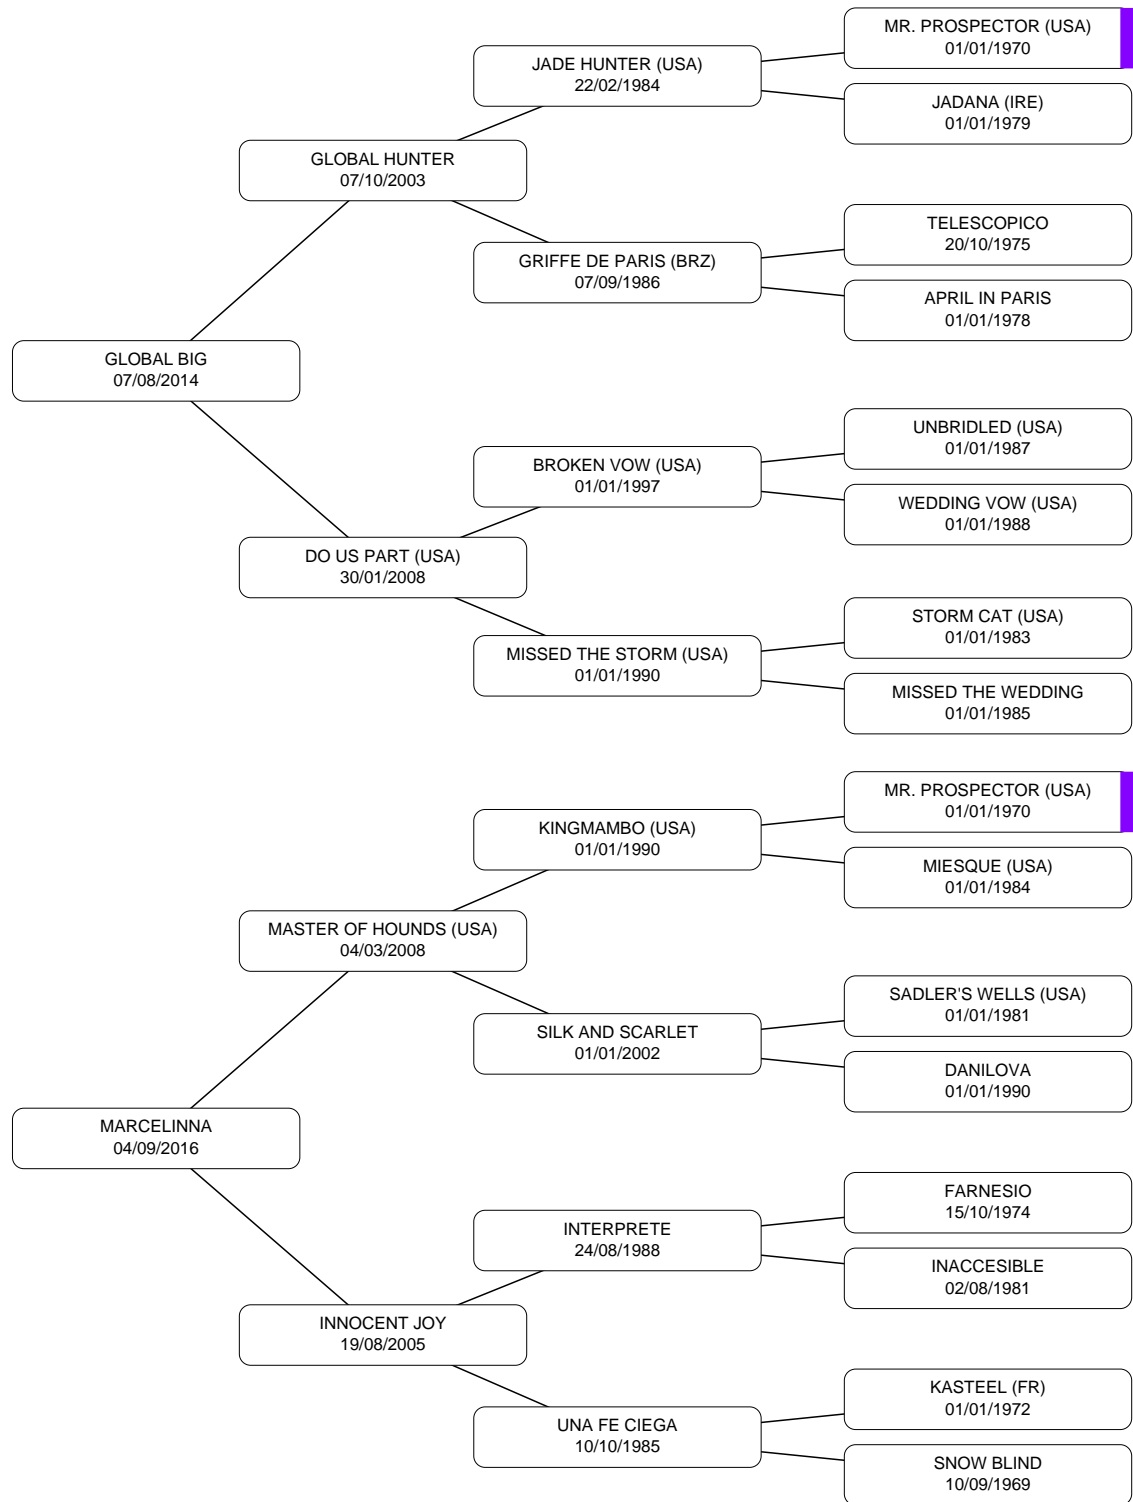 MR. PROSPECTOR (USA)
01/01/1970
JADE HUNTER (USA)
22/02/1984
JADANA (IRE)
01/01/1979
GLOBAL HUNTER
07/10/2003
TELESCOPICO
20/10/1975
GRIFFE DE PARIS (BRZ)
07/09/1986
APRIL IN PARIS
01/01/1978
GLOBAL BIG
07/08/2014
UNBRIDLED (USA)
01/01/1987
BROKEN VOW (USA)
01/01/1997
WEDDING VOW (USA)
01/01/1988
DO US PART (USA)
30/01/2008
STORM CAT (USA)
01/01/1983
MISSED THE STORM (USA)
01/01/1990
MISSED THE WEDDING
01/01/1985
MR. PROSPECTOR (USA)
01/01/1970
KINGMAMBO (USA)
01/01/1990
MIESQUE (USA)
01/01/1984
MASTER OF HOUNDS (USA)
04/03/2008
SADLER'S WELLS (USA)
01/01/1981
SILK AND SCARLET
01/01/2002
DANILOVA
01/01/1990
MARCELINNA
04/09/2016
FARNESIO
15/10/1974
INTERPRETE
24/08/1988
INACCESIBLE
02/08/1981
INNOCENT JOY
19/08/2005
KASTEEL (FR)
01/01/1972
UNA FE CIEGA
10/10/1985
SNOW BLIND
10/09/1969